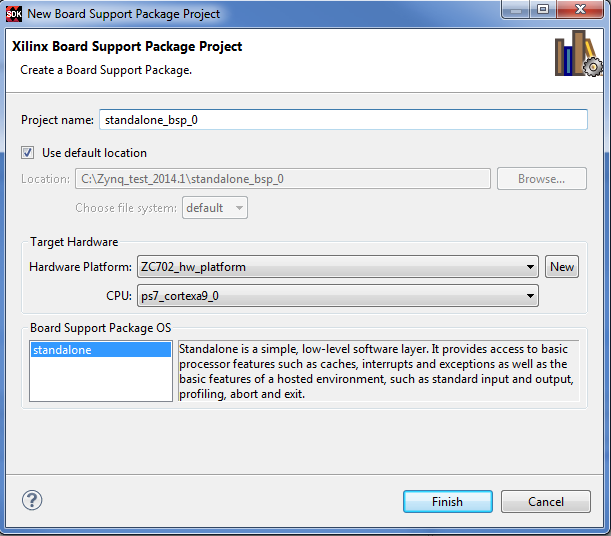 SDK New Board Support Package Project
Xilinx Board Support Package Project
Create a Board Support Package.
Project name: standalone_bsp_0
Use default location
Location: C:\Zynq_test_2014.1\standalone_bsp_0 Browse...
Choose file system: default
Target Hardware
Hardware Platform: ZC702_hw_platform New
CPU: ps7_cortexa9_0
Board Support Package OS
standalone
Standalone is a simple, low-level software layer. It provides access to basic
processor features such as caches, interrupts and exceptions as well as the
basic features of a hosted environment, such as standard input and output,
profiling, abort and exit.
? Finish Cancel